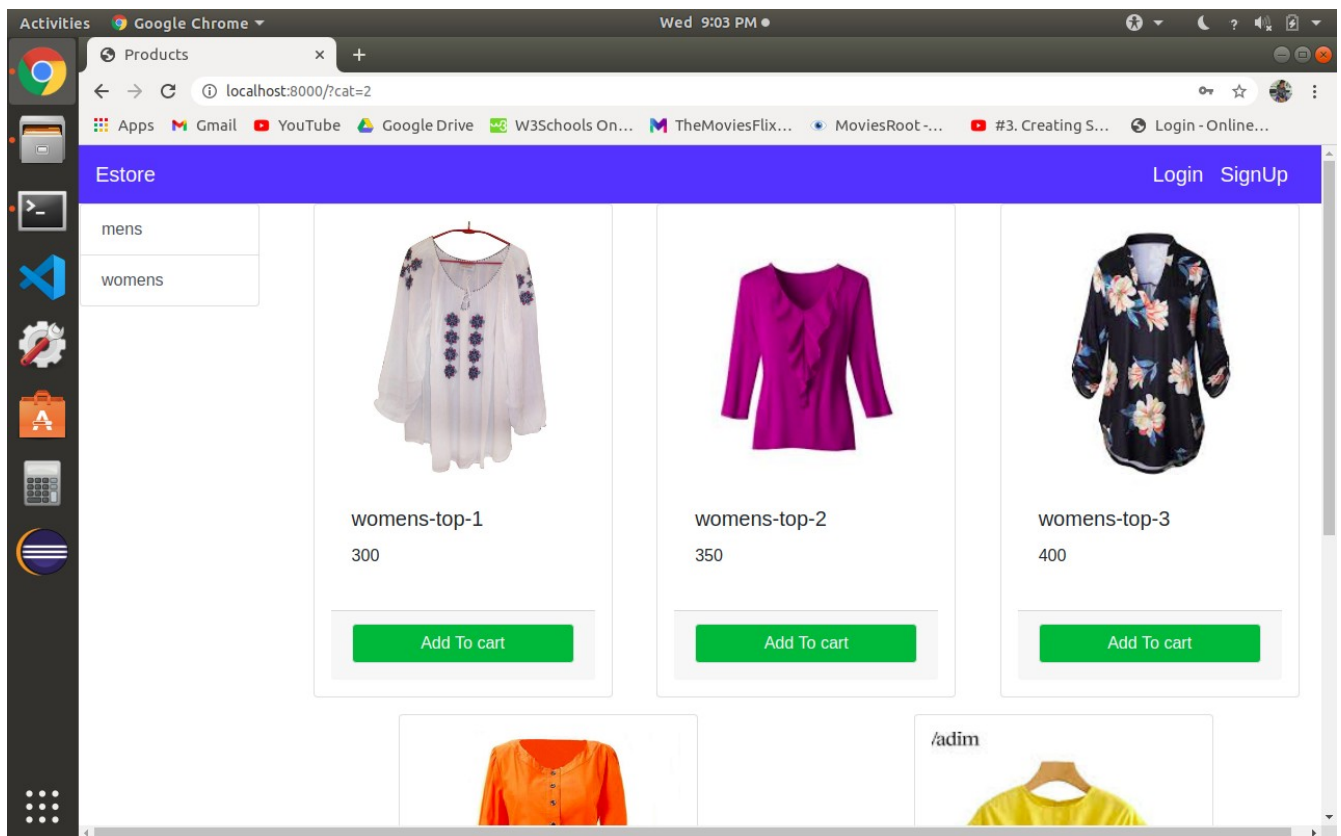 Activities Google Chrome Wed 9:03 PM
Products
localhost:8000/?cat=2
Apps Gmail YouTube Google Drive W3Schools On... TheMoviesFlix... MoviesRoot -... #3. Creating S... Login - Online...
Estore Login SignUp
mens
womens
womens-top-1 womens-top-2 womens-top-3
300 350 400
Add To cart Add To cart Add To cart
/adim